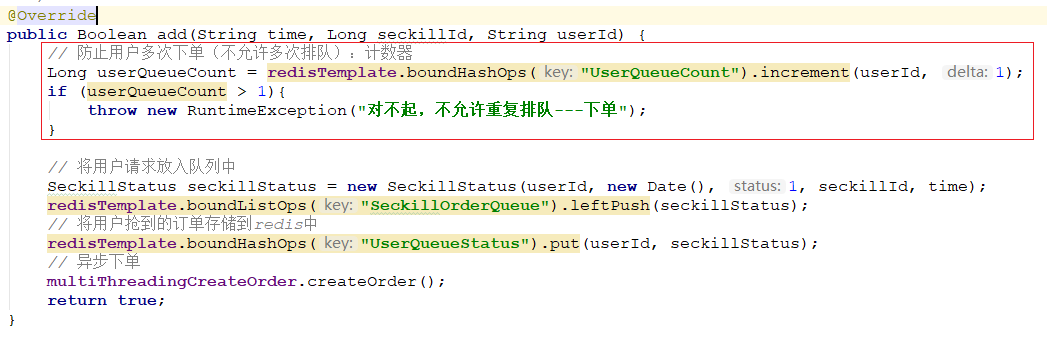 @Override
public Boolean add(String time, Long seckillId, String userId) {
// 防止用户多次下单（不允许多次排队）：计数器
Long userQueueCount = redisTemplate.boundHashOps( key: "UserQueueCount").increment(userId, delta: 1);
if (userQueueCount > 1){
throw new RuntimeException("对不起，不允许重复排队---下单");
}
// 将用户请求放入队列中
SeckillStatus seckillStatus = new SeckillStatus(userId, new Date(), status: 1, seckillId, time);
redisTemplate.boundListOps( key: "SeckillOrderQueue").leftPush(seckillStatus);
// 将用户抢到的订单存储到redis中
redisTemplate.boundHashOps( key: "UserQueueStatus").put(userId, seckillStatus);
// 异步下单
multiThreadingCreateOrder.createOrder();
return true;
}